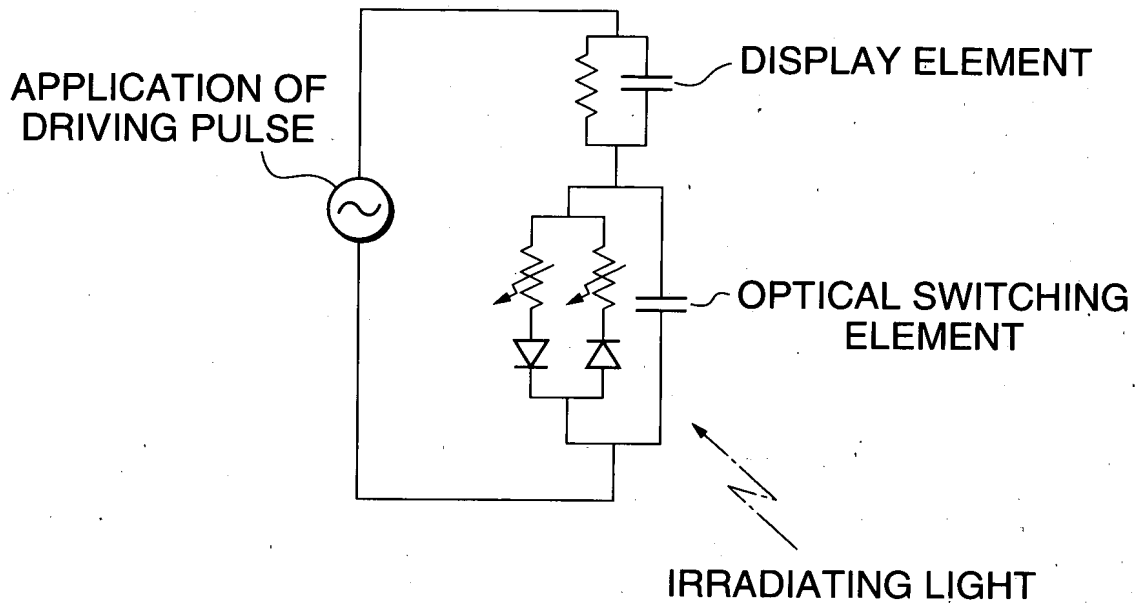 APPLICATION OF
DRIVING PULSE
DISPLAY ELEMENT
OPTICAL SWITCHING
ELEMENT
IRRADIATING LIGHT